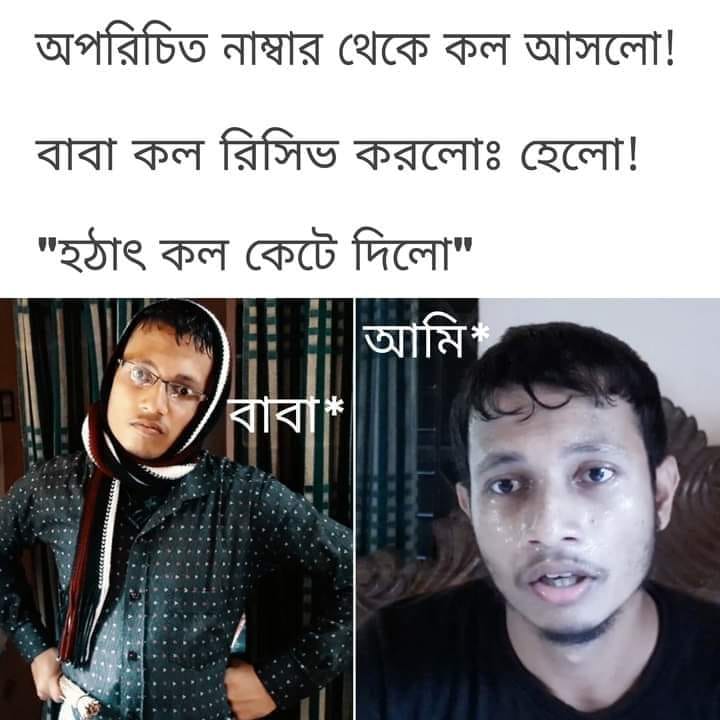 অপরিচিত নাম্বার থেকে কল আসলো!
বাবা কল রিসিভ করলোঃ হেলো!
"হঠাৎ কল কেটে দিলো"
বাবা*
আমি*